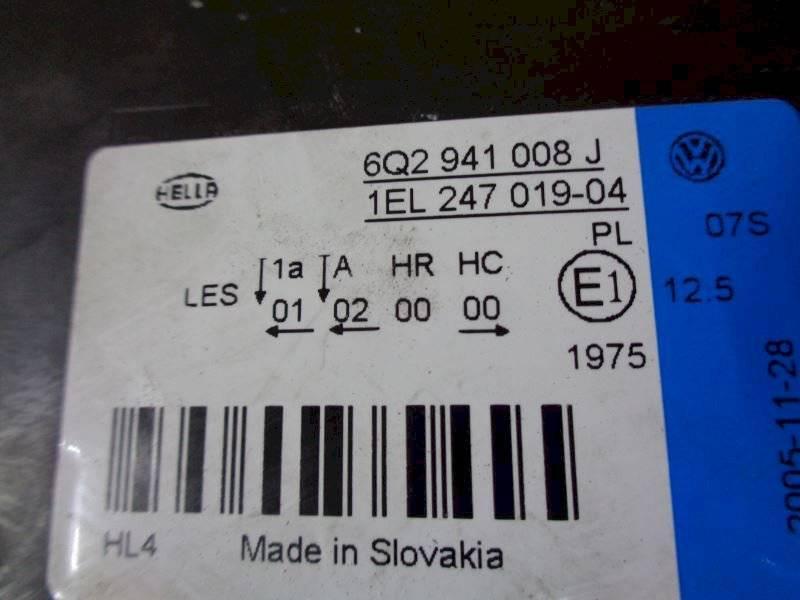 HELLA
6Q2 941 008 J
1EL 247 019-04
PL
07S
1a A HR HC
LES 01 02 00 00
E1
12.5
1975
2005-11-28
HL4 Made in Slovakia